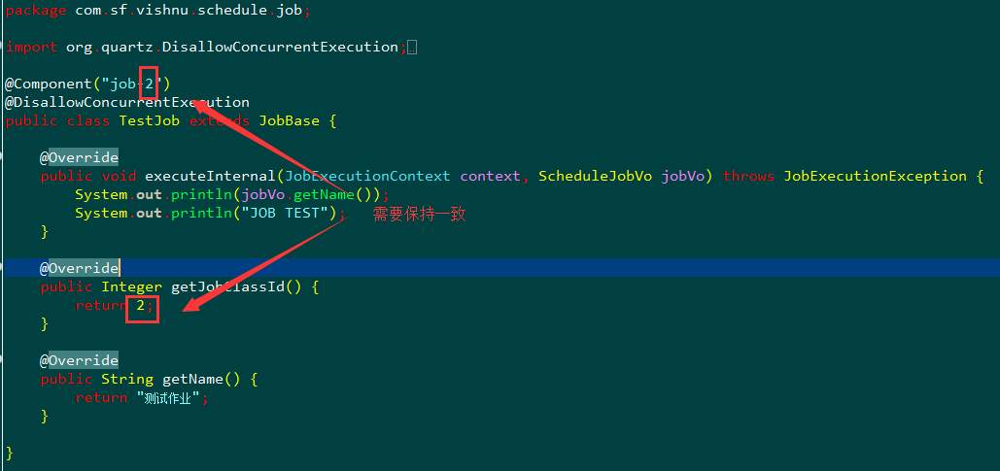 package com.sf.vishnu.schedule.job;
import org.quartz.DisallowConcurrentExecution;
@Component("job-2")
@DisallowConcurrentExecution
public class TestJob extends JobBase {
@Override
public void executeInternal(JobExecutionContext context, ScheduleJobVo jobVo) throws JobExecutionException {
System.out.println(jobVo.getName());
System.out.println("JOB TEST"); 需要保持一致
}
@Override
public Integer getJobClassId() {
return 2;
}
@Override
public String getName() {
return "测试作业";
}
}